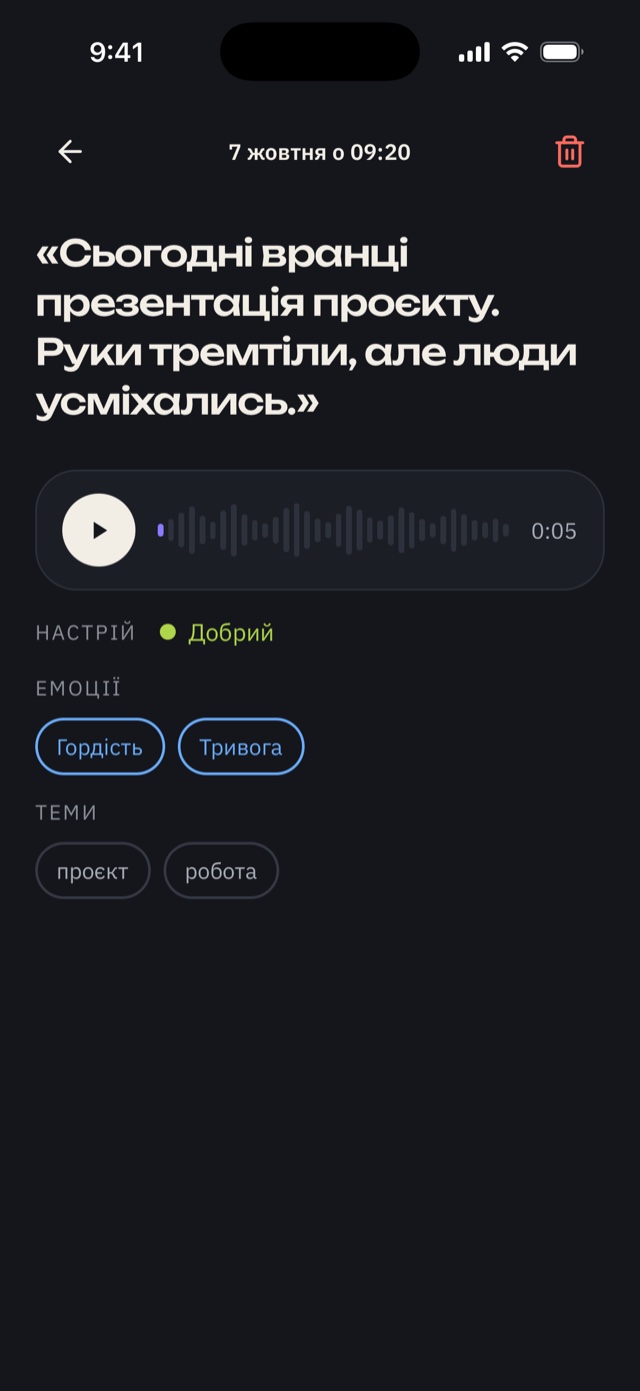 9:41
7 жовтня о 09:20
«Сьогодні вранці
презентація проєкту.
Руки тремтіли, але люди
усміхались.»
0:05
НАСТРІЙ Добрий
ЕМОЦІЇ
Гордість Тривога
ТЕМИ
проєкт робота